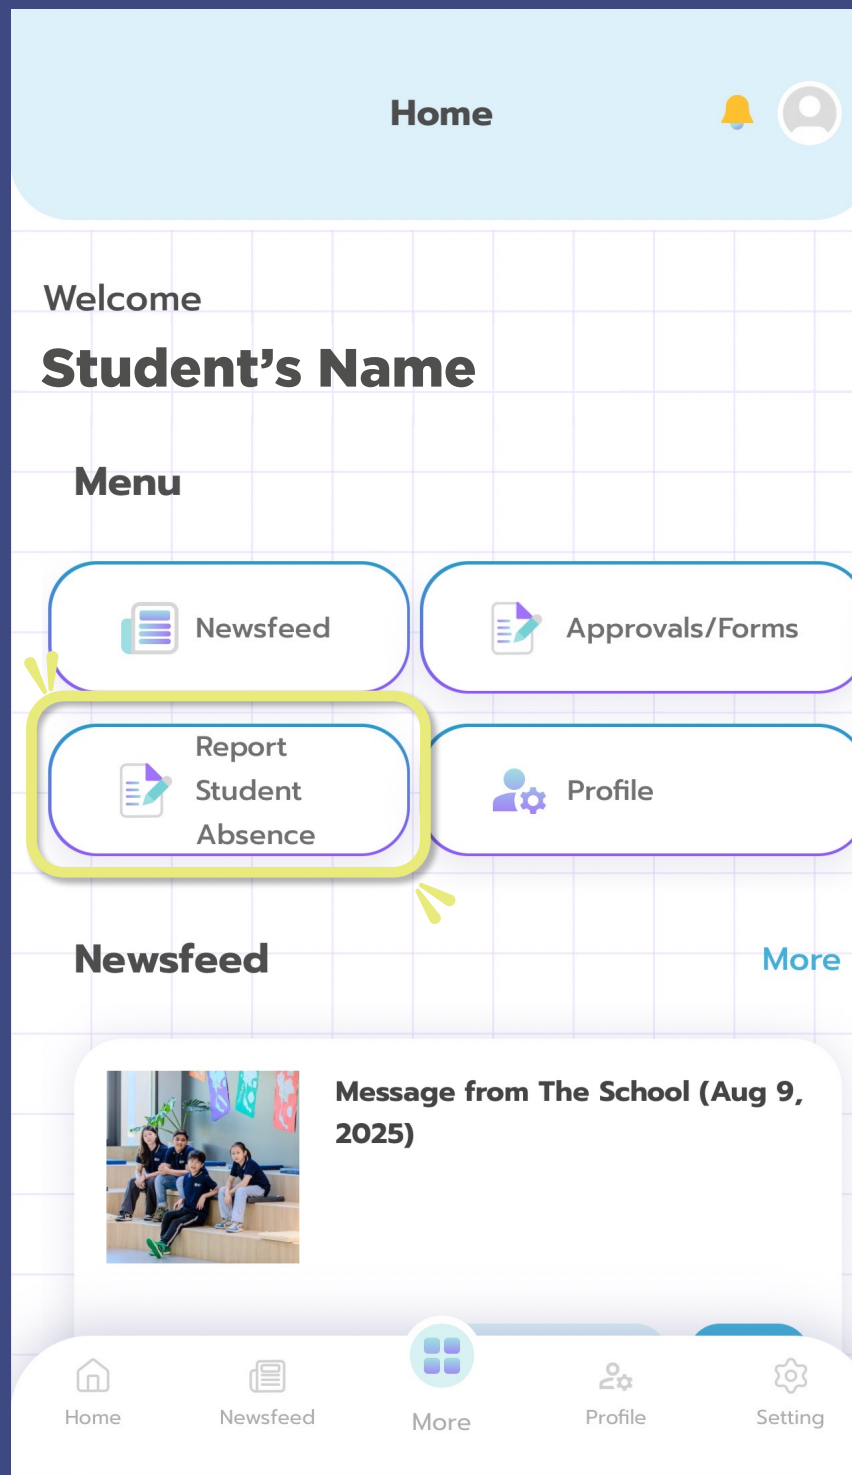 Home
Welcome
Student's Name
Menu
Newsfeed
Approvals/Forms
Report
Student
Absence
Profile
Newsfeed
More
Message from The School (Aug 9,
2025)
Home
Newsfeed
More
Profile
Setting